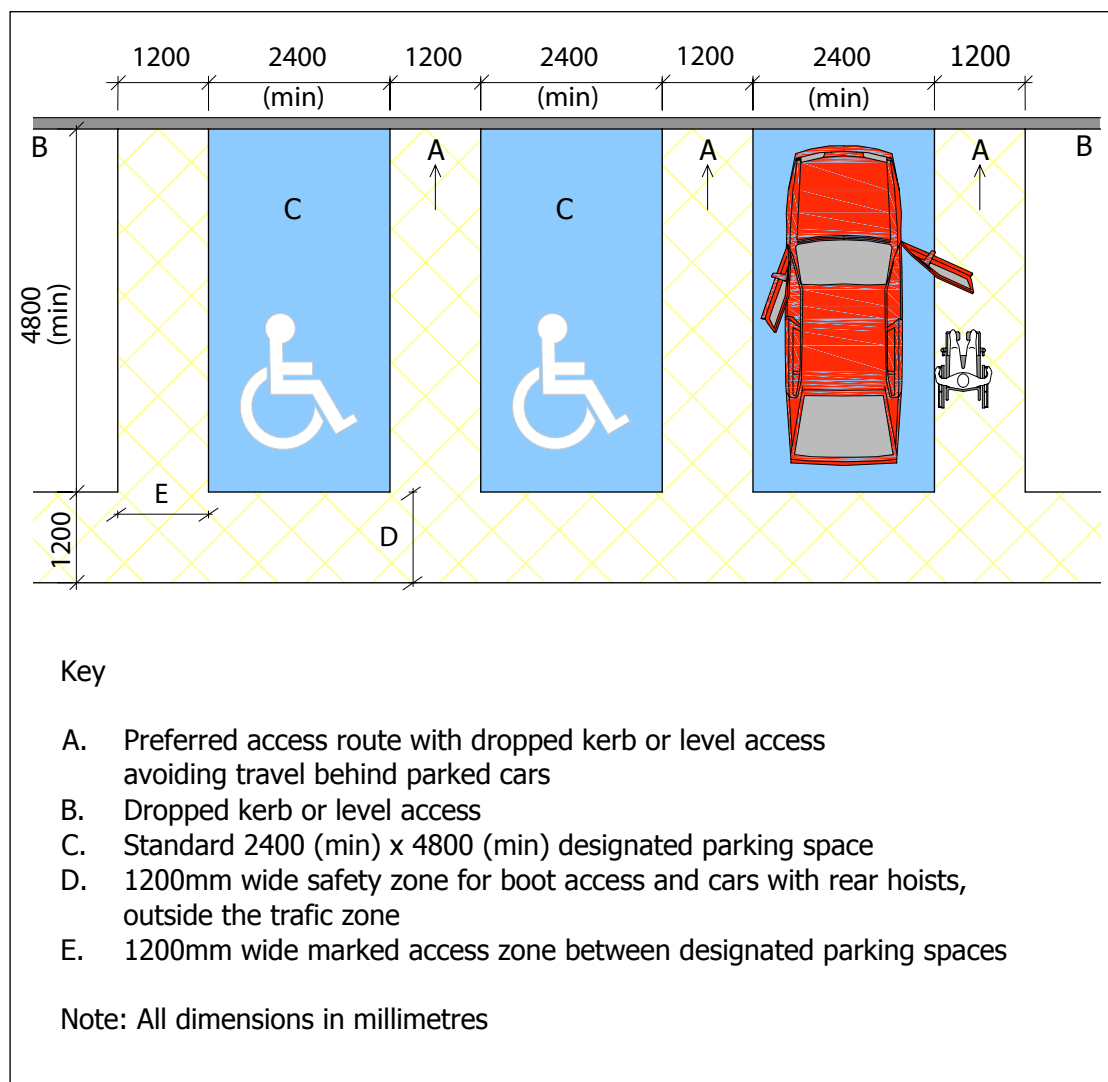 1200 2400 1200 2400 1200 2400 1200
(min) (min) (min)
B A A A B
C C
4800
(min)
E
D
1200
Key
A. Preferred access route with dropped kerb or level access
avoiding travel behind parked cars
B. Dropped kerb or level access
C. Standard 2400 (min) x 4800 (min) designated parking space
D. 1200mm wide safety zone for boot access and cars with rear hoists,
outside the trafic zone
E. 1200mm wide marked access zone between designated parking spaces
Note: All dimensions in millimetres